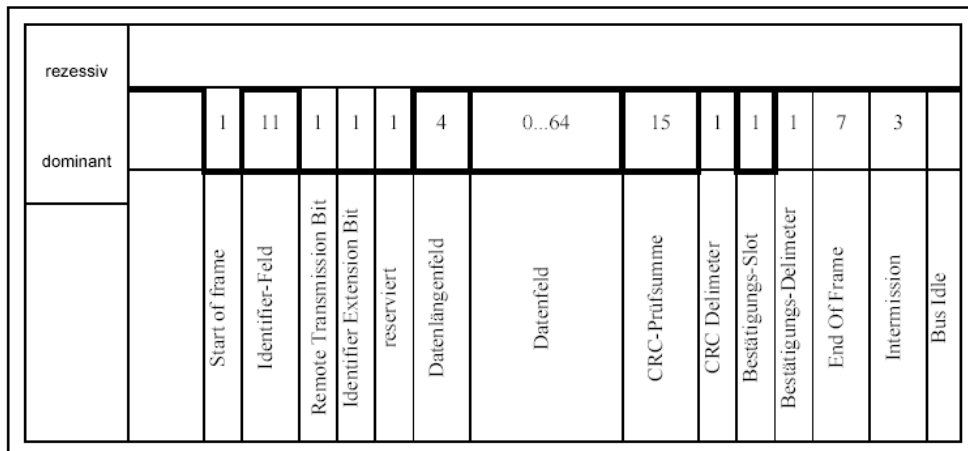 rezessiv
dominant
1 11 1 1 1 4 0...64 15 1 1 1 7 3
Start of frame
Identifier-Feld
Remote Transmission Bit
Identifier Extension Bit
reserviert
Datenlängenfeld
Datenfeld
CRC-Prüfsumme
CRC Delimeter
Bestätigungs-Slot
Bestätigungs-Delimeter
End Of Frame
Intermission
Bus Idle